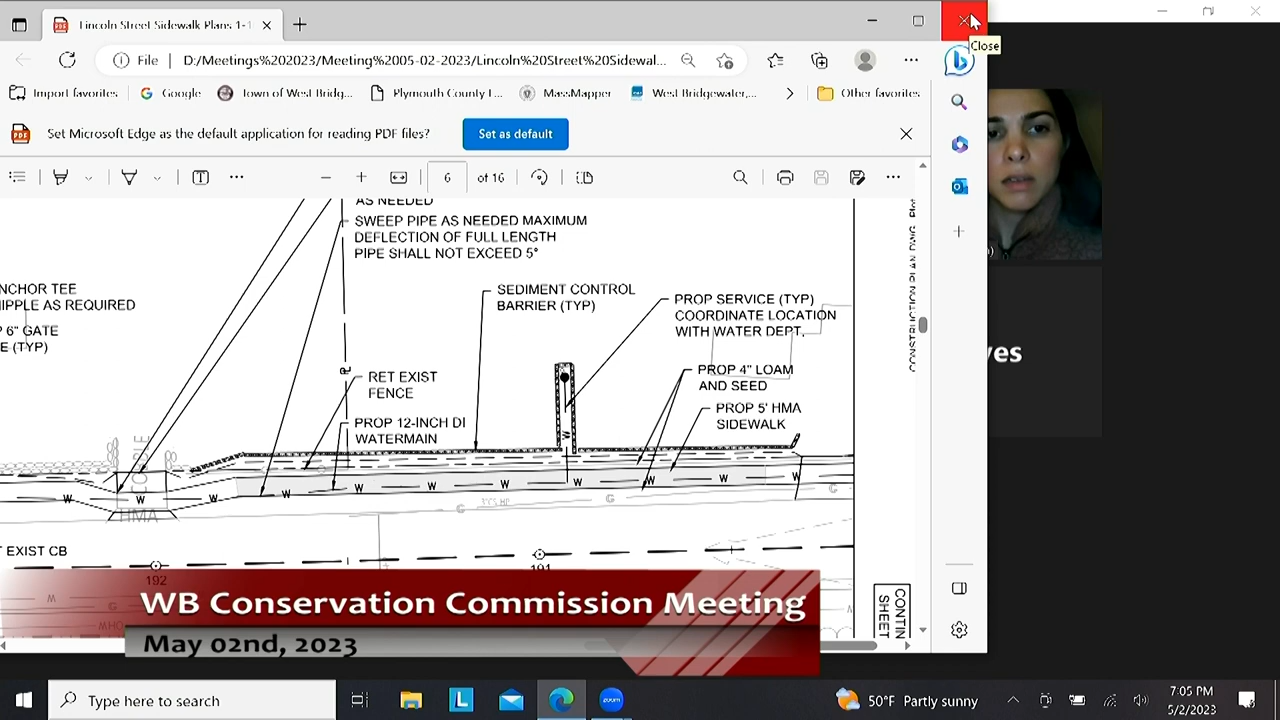 Lincoln Street Sidewalk Plans 1-1
Close
File
D:/Meetings%202023/Meeting%2005-02-2023/Lincoln%20Street%20Sidewal...
Import favorites
Google
Town of West Bridg...
Plymouth County L...
MassMapper
West Bridgewater,...
Other favorites
Set Microsoft Edge as the default application for reading PDF files?
Set as default
6 of 16
AS NEEDED
SWEEP PIPE AS NEEDED MAXIMUM
DEFLECTION OF FULL LENGTH
PIPE SHALL NOT EXCEED 5°
NCHOR TEE
IPPLE AS REQUIRED
6" GATE
E (TYP)
SEDIMENT CONTROL
BARRIER (TYP)
PROP SERVICE (TYP)
COORDINATE LOCATION
WITH WATER DEPT.
CONSTRUCTION PLAN.DWG
ves
RET EXIST
FENCE
PROP 4" LOAM
AND SEED
PROP 5' HMA
SIDEWALK
PROP 12-INCH DI
WATERMAIN
W
W W W W W W W W W W
G G G
HMA
T EXIST CB
192
191
CONTIN
SHEET
M
G
WB Conservation Commission Meeting
May 02nd, 2023
Type here to search
50°F Partly sunny
7:05 PM
5/2/2023